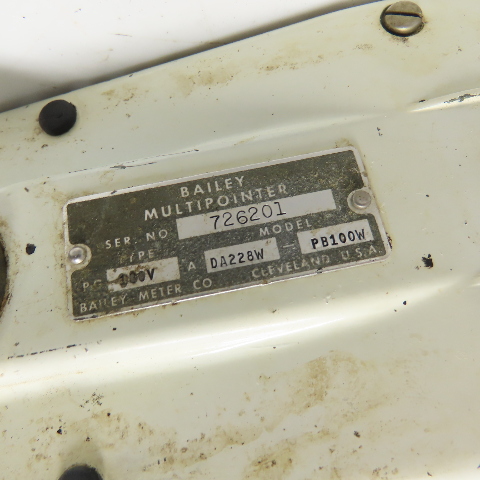 BAILEY
MULTIPOINTER
SER. NO 726201
TYPE MODEL
P.G. A DA228W - PB100W
BAILEY METER CO CLEVELAND U.S.A.